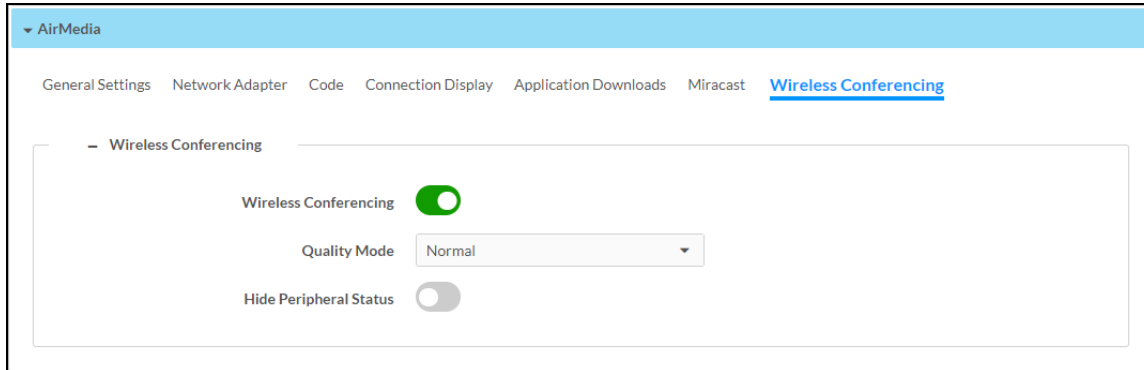 AirMedia
General Settings Network Adapter Code Connection Display Application Downloads Miracast Wireless Conferencing
– Wireless Conferencing
Wireless Conferencing
Quality Mode Normal
Hide Peripheral Status